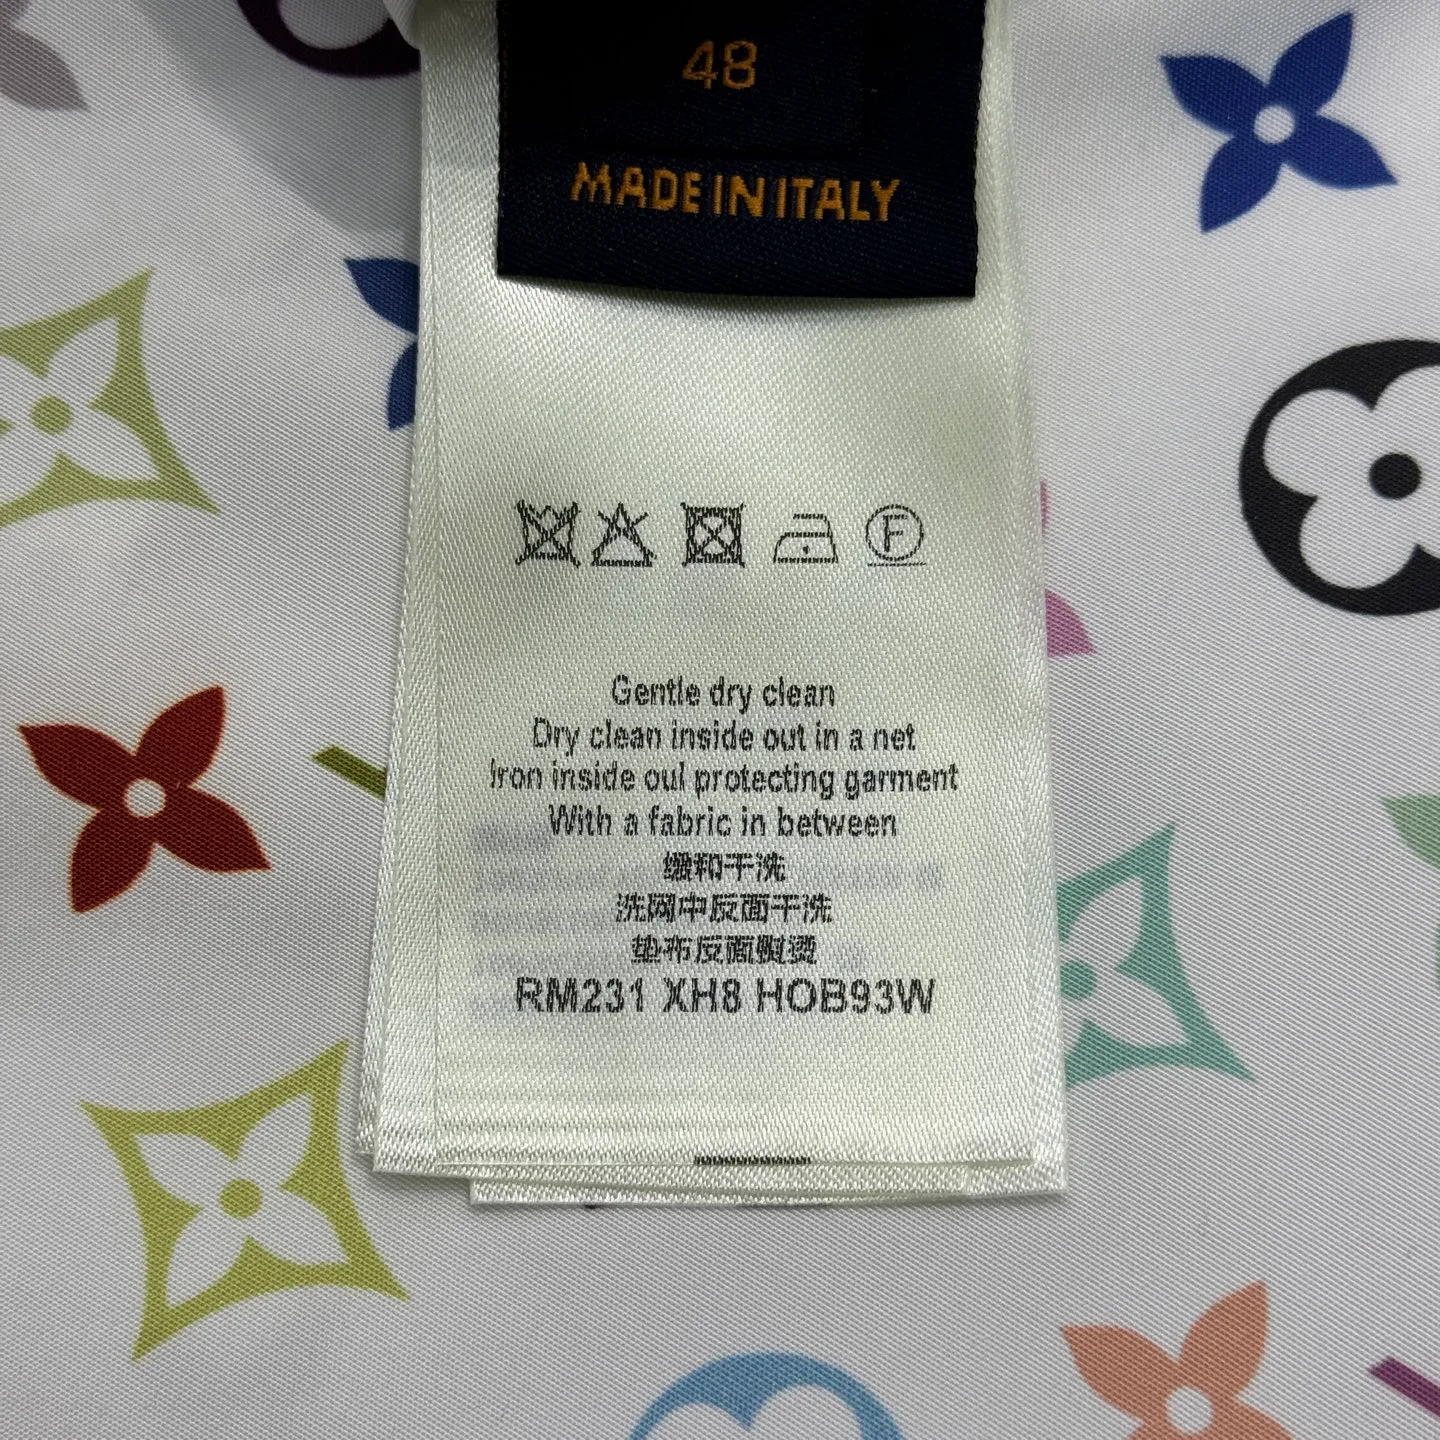 48
MADE IN ITALY
F
Gentle dry clean
Dry clean inside out in a net
Iron inside oul protecting garment
With a fabric in between
缓和干洗
洗网中反面干洗
垫布反面熨烫
RM231 XH8 HOB93W